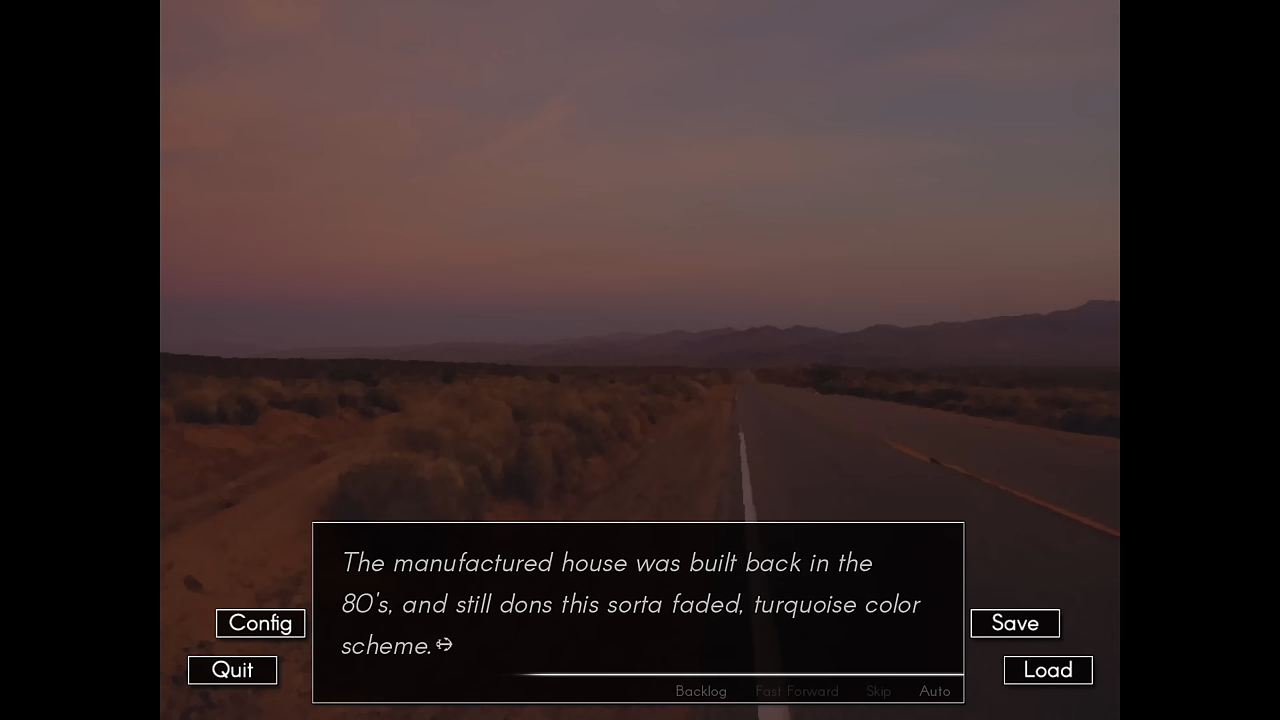 The manufactured house was built back in the
80's, and still dons this sorta faded, turquoise color
scheme.
Config
Save
Quit
Load
Backlog Fast Forward Skip Auto